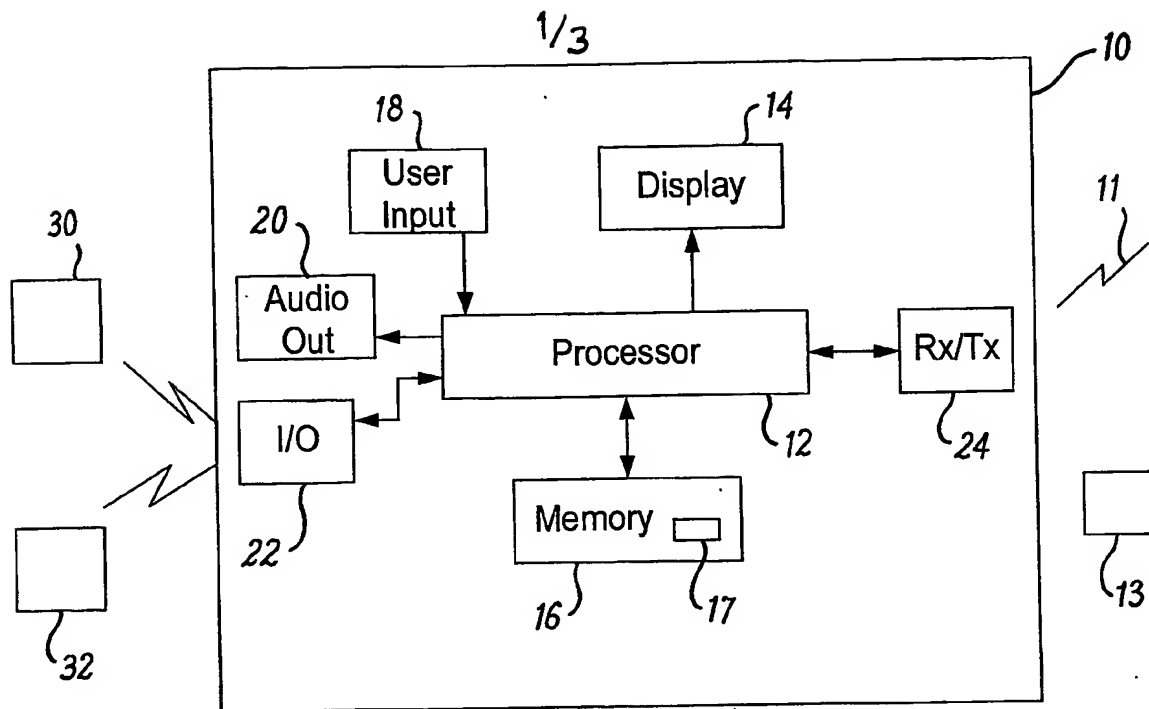 1/3
10
18
14
User
Input
Display
11
30
20
Audio
Out
Processor
Rx/Tx
I/O
12
24
22
Memory
16
17
13
32